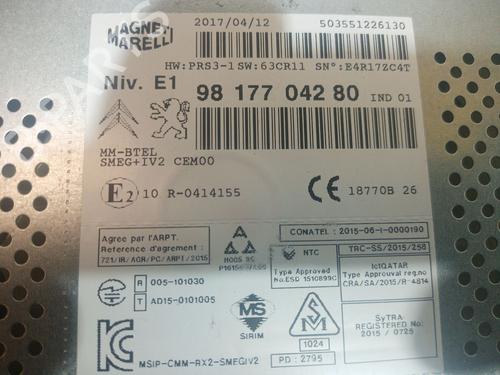 MAGNETI
MARELLI
2017/04/12
503551226130
HW:PRS3-1 SW:63CR11 SN°:E4R17ZC4T
Niv. E1
98 177 042 80 IND 01
MM-BTEL
SMEG+IV2 CEM00
E2 10 R-0414155
CE 18770B 26
Agree par l'ARPT.
Reference d'agrement :
721/IR/AGR/PC/ARPT/2015
A
NTC
Type Approved
No:ESD 1510899C
CONATEL : 2015-06-I-0000190
TRC-SS/2015/258
IctQATAR
Type Approval reg.no
CRA/SA/2015/R-4814
R 005-101030
T AD15-0101005
MS
SIRIM
SM
1024
PD : 2795
SyTRA
REGISTERED No:
2015 / 0725
MSIP-CMM-RX2-SMEGIV2